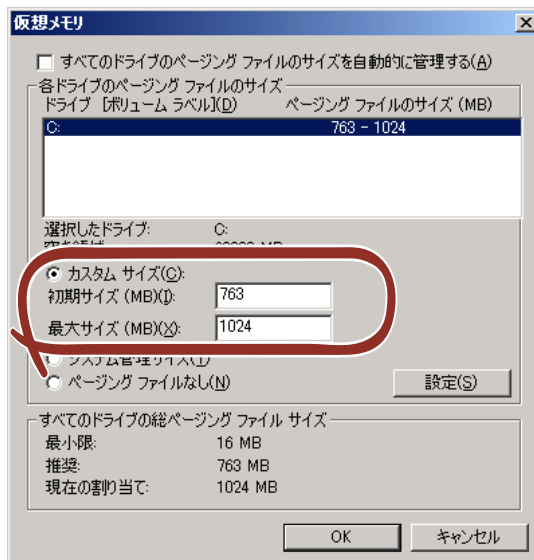 仮想メモリ
すべてのドライブのページング ファイルのサイズを自動的に管理する(A)
各ドライブのページング ファイルのサイズ
ドライブ [ボリューム ラベル](D) ページング ファイルのサイズ (MB)
C: 763 - 1024
選択したドライブ: C:
カスタム サイズ(C):
初期サイズ (MB)(I): 763
最大サイズ (MB)(X): 1024
システム管理サイズ(Y)
ページング ファイルなし(N) 設定(S)
すべてのドライブの総ページング ファイル サイズ
最小限: 16 MB
推奨: 763 MB
現在の割り当て: 1024 MB
OK キャンセル